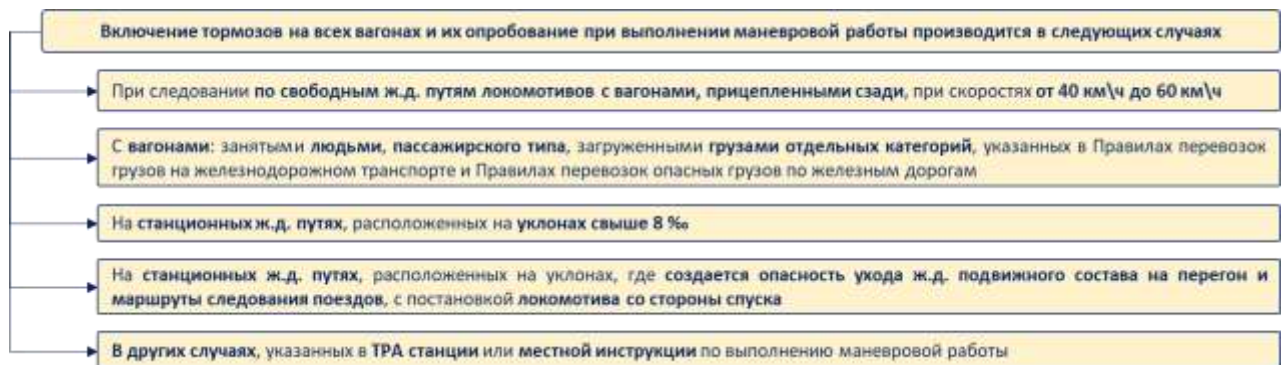 Включение тормозов на всех вагонах и их опробование при выполнении маневровой работы производится в следующих случаях
При следовании по свободным ж.д. путям локомотивов с вагонами, прицепленными сзади, при скоростях от 40 км\ч до 60 км\ч
С вагонами: занятыми людьми, пассажирского типа, загруженными грузами отдельных категорий, указанных в Правилах перевозок
грузов на железнодорожном транспорте и Правилах перевозок опасных грузов по железным дорогам
На станционных ж.д. путях, расположенных на уклонах свыше 8 ‰
На станционных ж.д. путях, расположенных на уклонах, где создается опасность ухода ж.д. подвижного состава на перегон и
маршруты следования поездов, с постановкой локомотива со стороны спуска
В других случаях, указанных в ТРА станции или местной инструкции по выполнению маневровой работы